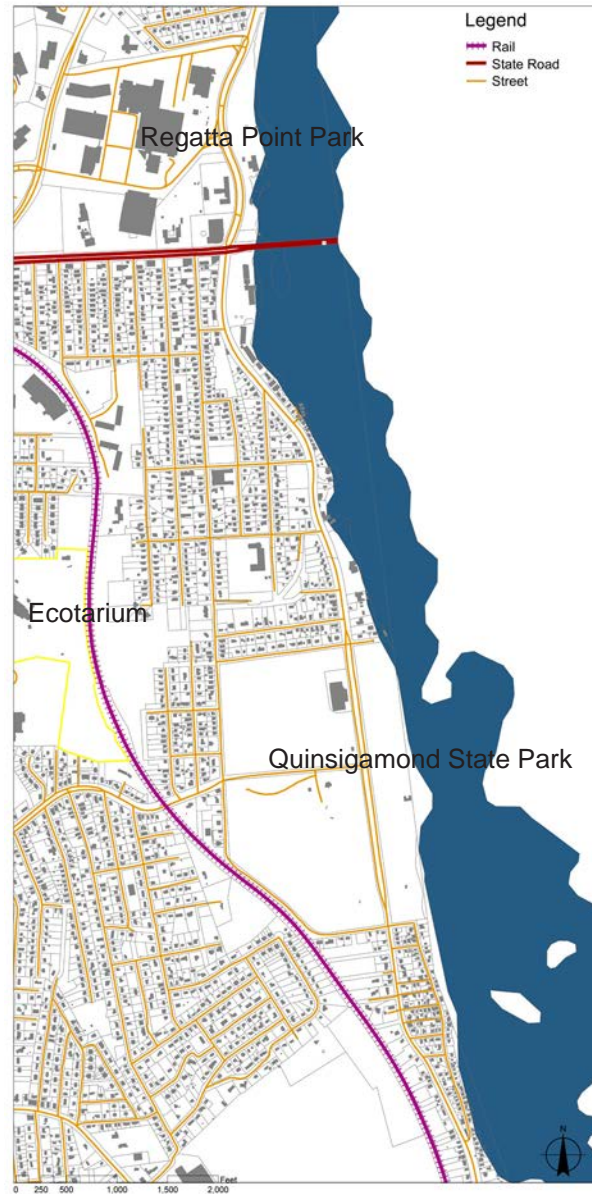 Legend
Rail
State Road
Street
Regatta Point Park
Ecotarium
Quinsigamond State Park
N
Feet
0 250 500 1,000 1,500 2,000